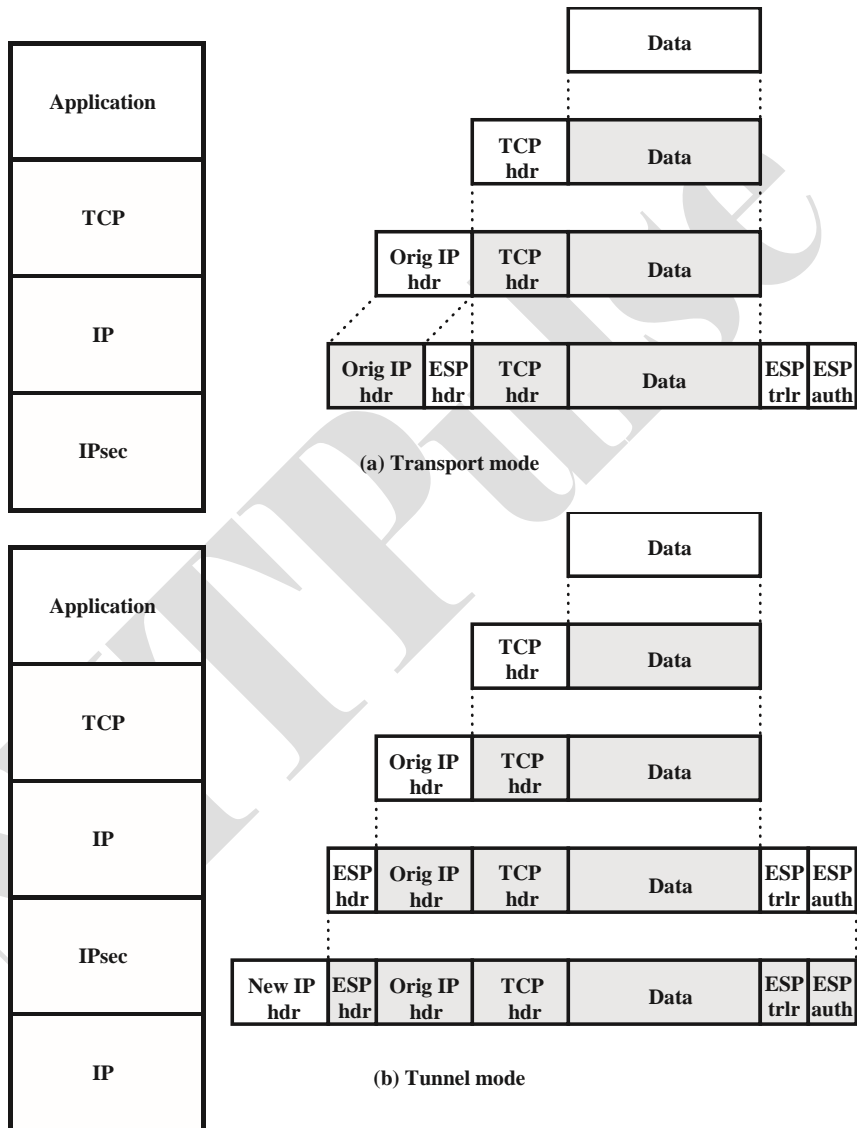 Application
TCP
IP
IPsec
Data
TCP
hdr
Data
Orig IP
hdr
TCP
hdr
Data
Orig IP
hdr
ESP
hdr
TCP
hdr
Data
ESP
trlr
ESP
auth
(a) Transport mode
Application
TCP
IP
IPsec
IP
Data
TCP
hdr
Data
Orig IP
hdr
TCP
hdr
Data
ESP
hdr
Orig IP
hdr
TCP
hdr
Data
ESP
trlr
ESP
auth
New IP
hdr
ESP
hdr
Orig IP
hdr
TCP
hdr
Data
ESP
trlr
ESP
auth
(b) Tunnel mode